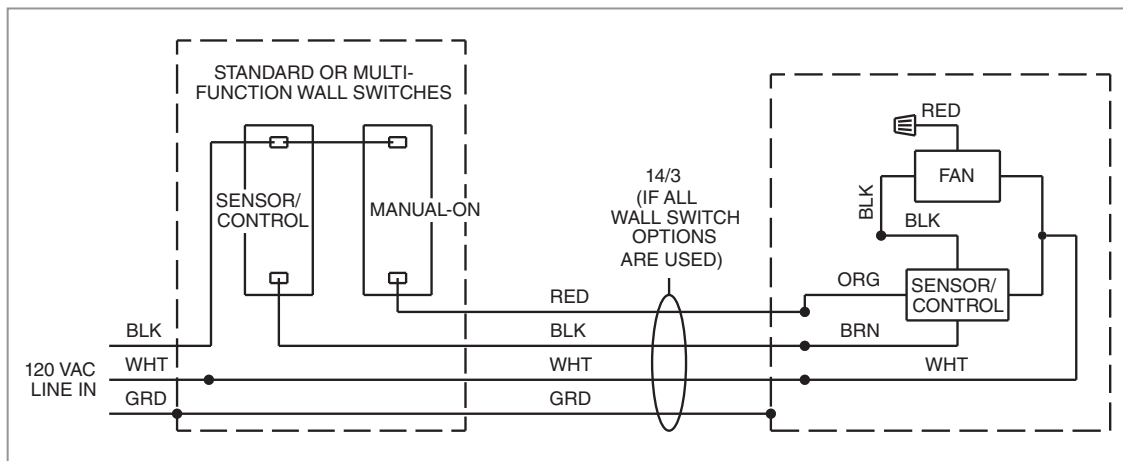 STANDARD OR MULTI-
FUNCTION WALL SWITCHES
SENSOR/
CONTROL
MANUAL-ON
14/3
(IF ALL
WALL SWITCH
OPTIONS
ARE USED)
RED
FAN
BLK
BLK
ORG
SENSOR/
CONTROL
RED
BLK
BLK
BRN
120 VAC
LINE IN
WHT
WHT
WHT
GRD
GRD